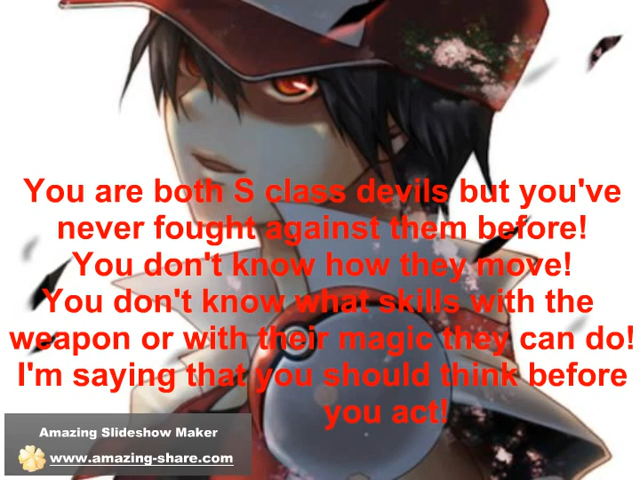 You are both S class devils but you've
never fought against them before!
You don't know how they move!
You don't know what skills with the
weapon or with their magic they can do!
I'm saying that you should think before
you act!
Amazing Slideshow Maker
www.amazing-share.com